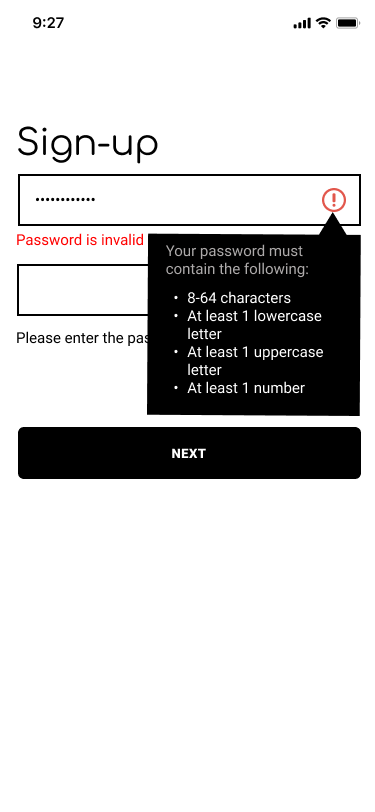 9:27
Sign-up
••••••••••••
Password is invalid
Your password must
contain the following:
• 8-64 characters
• At least 1 lowercase
letter
• At least 1 uppercase
letter
• At least 1 number
Please enter the
NEXT